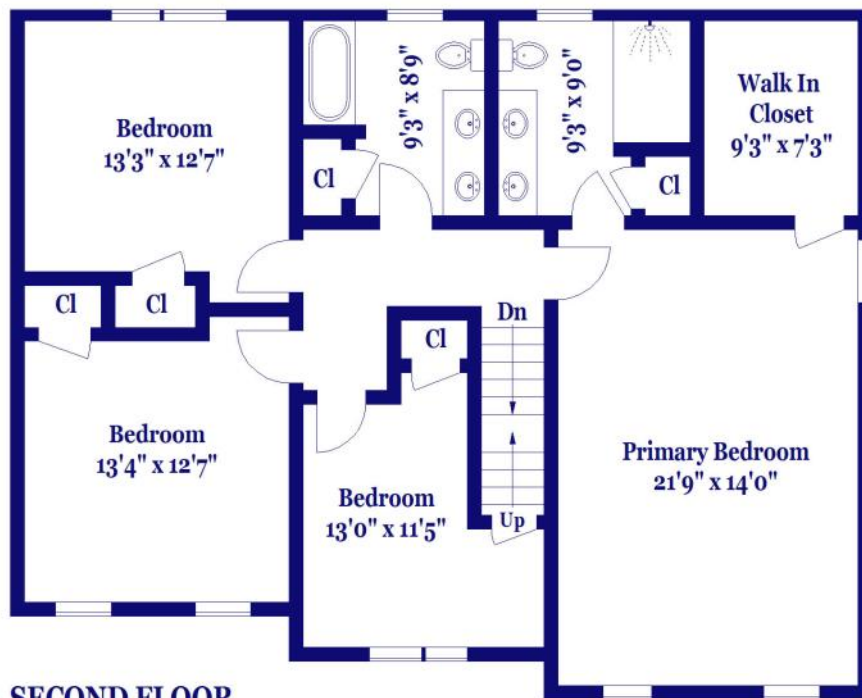 Bedroom
13'3" x 12'7"
9'3" x 8'9"
9'3" x 9'0"
Walk In
Closet
9'3" x 7'3"
Cl
Cl
Cl
Cl
Dn
Cl
Bedroom
13'4" x 12'7"
Bedroom
13'0" x 11'5"
Up
Primary Bedroom
21'9" x 14'0"
SECOND FLOOR